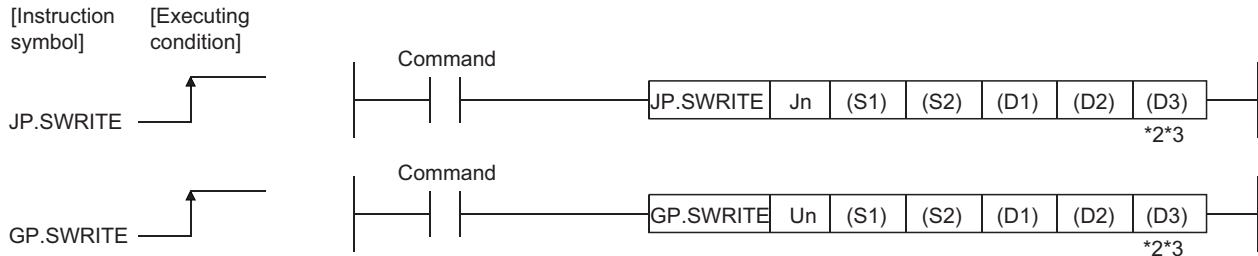 [Instruction symbol] [Executing condition]
Command
JP.SWRITE
JP.SWRITE Jn (S1) (S2) (D1) (D2) (D3)
*2*3
Command
GP.SWRITE
GP.SWRITE Un (S1) (S2) (D1) (D2) (D3)
*2*3